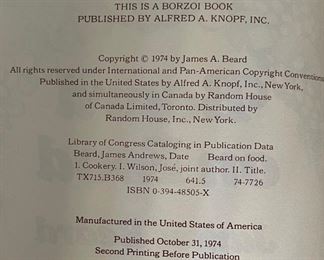 THIS IS A BORZOI BOOK
PUBLISHED BY ALFRED A. KNOPF, INC.
Copyright © 1974 by James A. Beard
All rights reserved under International and Pan-American Copyright Conventions.
Published in the United States by Alfred A. Knopf, Inc., New York,
and simultaneously in Canada by Random House
of Canada Limited, Toronto. Distributed by
Random House, Inc., New York.
Library of Congress Cataloging in Publication Data
Beard, James Andrews, Date Beard on food.
1. Cookery. I. Wilson, José, joint author. II. Title.
TX715.B368 1974 641.5 74-7726
ISBN 0-394-48505-X
Manufactured in the United States of America
Published October 31, 1974
Second Printing Before Publication